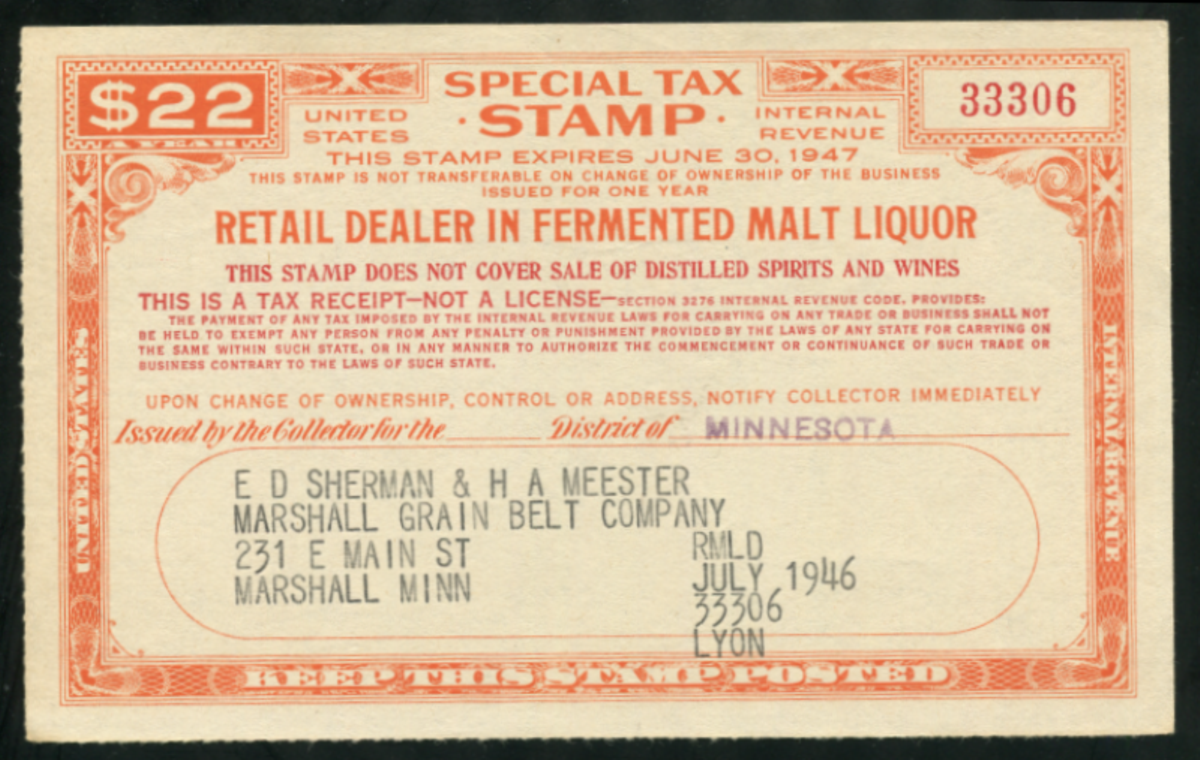 $22
A YEAR
UNITED STATES
SPECIAL TAX
· STAMP ·
INTERNAL REVENUE
33306
THIS STAMP EXPIRES JUNE 30, 1947
THIS STAMP IS NOT TRANSFERABLE ON CHANGE OF OWNERSHIP OF THE BUSINESS
ISSUED FOR ONE YEAR
RETAIL DEALER IN FERMENTED MALT LIQUOR
THIS STAMP DOES NOT COVER SALE OF DISTILLED SPIRITS AND WINES
THIS IS A TAX RECEIPT—NOT A LICENSE—SECTION 3276 INTERNAL REVENUE CODE, PROVIDES:
THE PAYMENT OF ANY TAX IMPOSED BY THE INTERNAL REVENUE LAWS FOR CARRYING ON ANY TRADE OR BUSINESS SHALL NOT
BE HELD TO EXEMPT ANY PERSON FROM ANY PENALTY OR PUNISHMENT PROVIDED BY THE LAWS OF ANY STATE FOR CARRYING ON
THE SAME WITHIN SUCH STATE, OR IN ANY MANNER TO AUTHORIZE THE COMMENCEMENT OR CONTINUANCE OF SUCH TRADE OR
BUSINESS CONTRARY TO THE LAWS OF SUCH STATE.
UPON CHANGE OF OWNERSHIP, CONTROL OR ADDRESS, NOTIFY COLLECTOR IMMEDIATELY
Issued by the Collector for the District of MINNESOTA
E D SHERMAN & H A MEESTER
MARSHALL GRAIN BELT COMPANY
231 E MAIN ST RMLD
MARSHALL MINN JULY 1946
33306
LYON
UNITED STATES
INTERNAL REVENUE
KEEP THIS STAMP POSTED